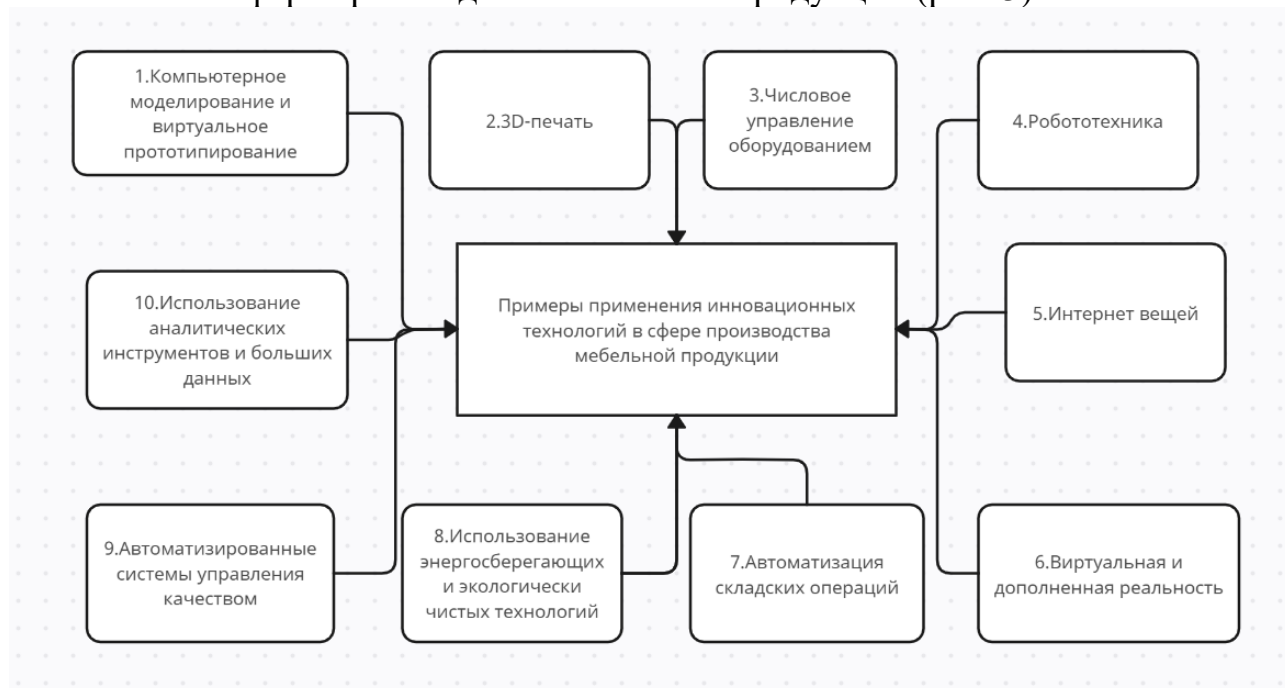 1.Компьютерное
моделирование и
виртуальное
прототипирование
2.3D-печать
3.Числовое
управление
оборудованием
4.Робототехника
10.Использование
аналитических
инструментов и больших
данных
Примеры применения инновационных
технологий в сфере производства
мебельной продукции
5.Интернет вещей
9.Автоматизированные
системы управления
качеством
8.Использование
энергосберегающих
и экологически
чистых технологий
7.Автоматизация
складских операций
6.Виртуальная и
дополненная реальность